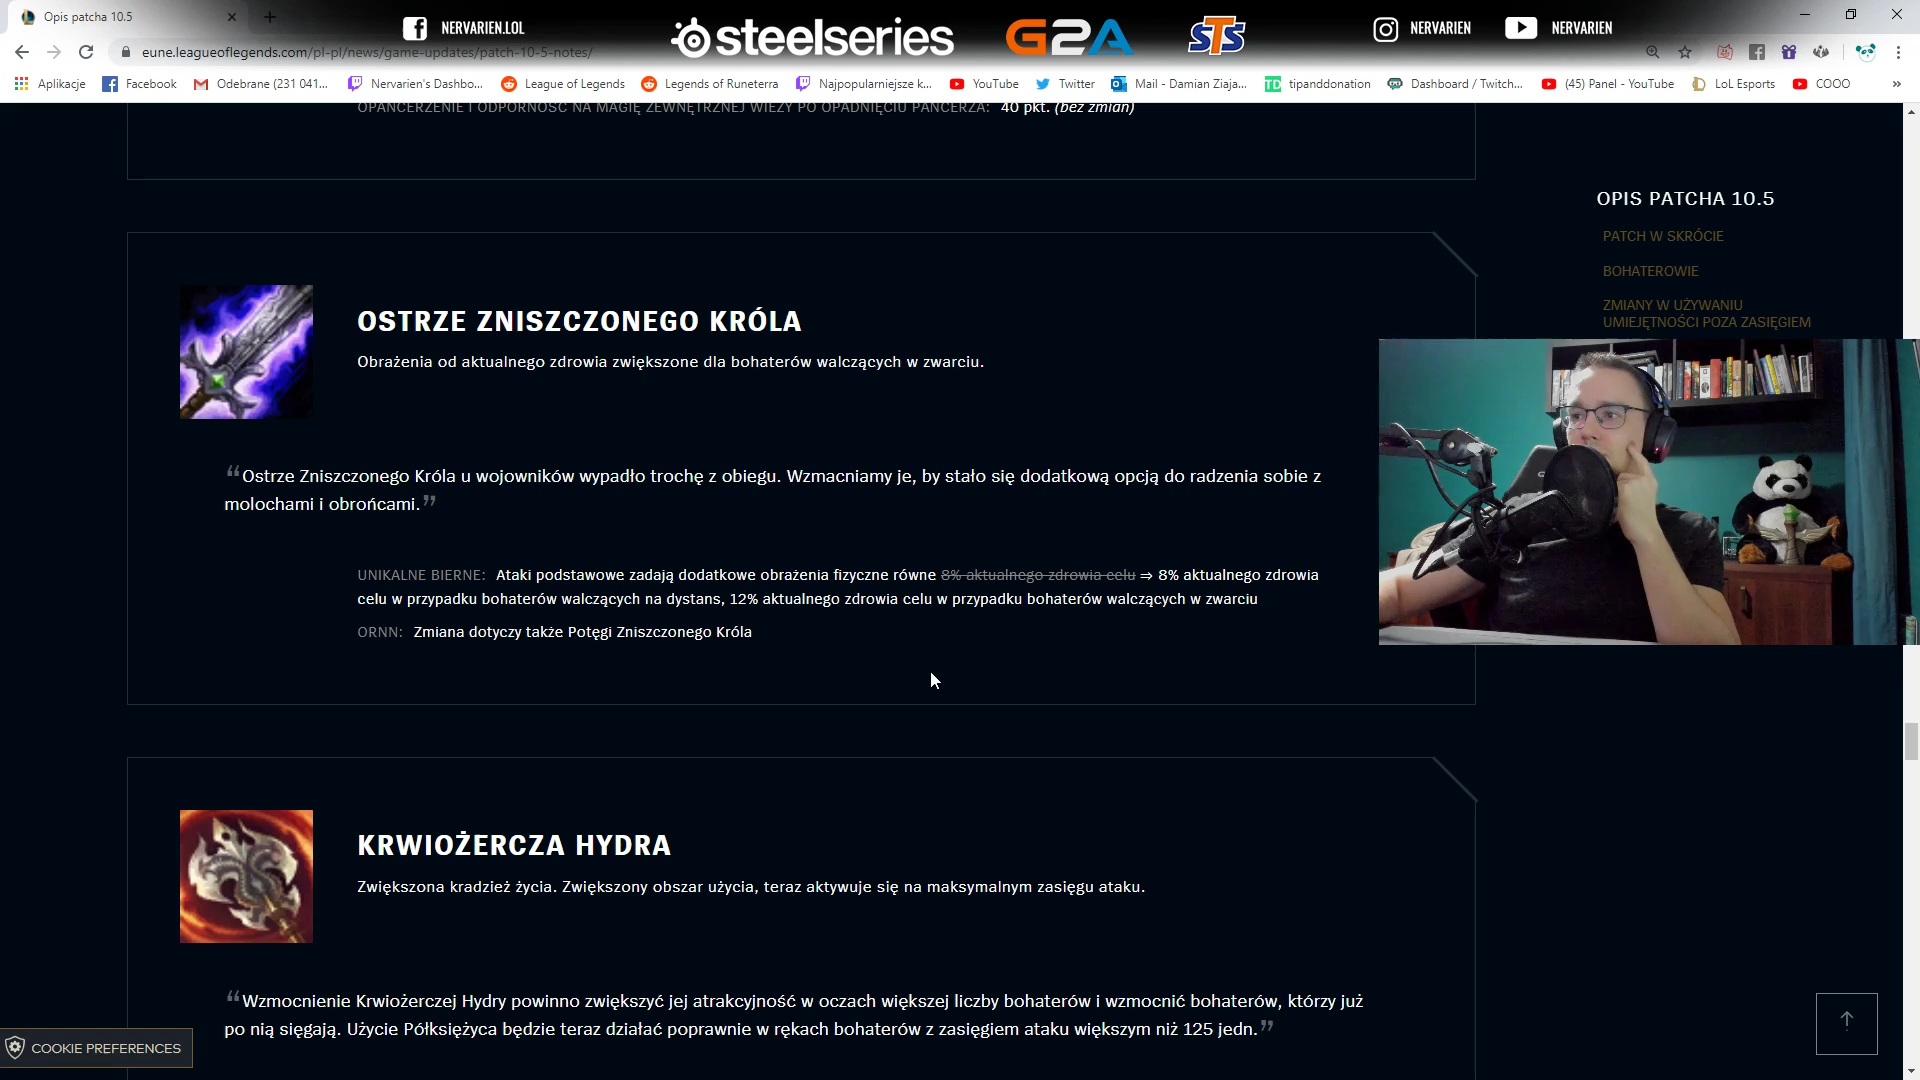 Opis patcha 10.5
NERVARIEN.LOL
steelseries
G2A
STS
NERVARIEN
NERVARIEN
eune.leagueoflegends.com/pl-pl/news/game-updates/patch-10-5-notes/
Aplikacje
Facebook
Odebrane (231 041...
Nervarien's Dashbo...
League of Legends
Legends of Runeterra
Najpopularniejsze k...
YouTube
Twitter
Mail - Damian Ziaja...
tipanddonation
Dashboard / Twitch...
(45) Panel - YouTube
LoL Esports
COOO
»
OPANCERZENIE I ODPORNOŚĆ NA MAGIĘ ZEWNĘTRZNEJ WIEŻY PO OPADNIĘCIU PANCERZA: 40 pkt. (bez zmian)
OPIS PATCHA 10.5
PATCH W SKRÓCIE
BOHATEROWIE
ZMIANY W UŻYWANIU
UMIEJĘTNOŚCI POZA ZASIĘGIEM
OSTRZE ZNISZCZONEGO KRÓLA
Obrażenia od aktualnego zdrowia zwiększone dla bohaterów walczących w zwarciu.
“Ostrze Zniszczonego Króla u wojowników wypadło trochę z obiegu. Wzmacniamy je, by stało się dodatkową opcją do radzenia sobie z
molochami i obrońcami.”
UNIKALNE BIERNE: Ataki podstawowe zadają dodatkowe obrażenia fizyczne równe 8% aktualnego zdrowia celu ⇒ 8% aktualnego zdrowia
celu w przypadku bohaterów walczących na dystans, 12% aktualnego zdrowia celu w przypadku bohaterów walczących w zwarciu
ORNN: Zmiana dotyczy także Potęgi Zniszczonego Króla
KRWIOŻERCZA HYDRA
Zwiększona kradzież życia. Zwiększony obszar użycia, teraz aktywuje się na maksymalnym zasięgu ataku.
“Wzmocnienie Krwiożerczej Hydry powinno zwiększyć jej atrakcyjność w oczach większej liczby bohaterów i wzmocnić bohaterów, którzy już
po nią sięgają. Użycie Półksiężyca będzie teraz działać poprawnie w rękach bohaterów z zasięgiem ataku większym niż 125 jedn.”
COOKIE PREFERENCES